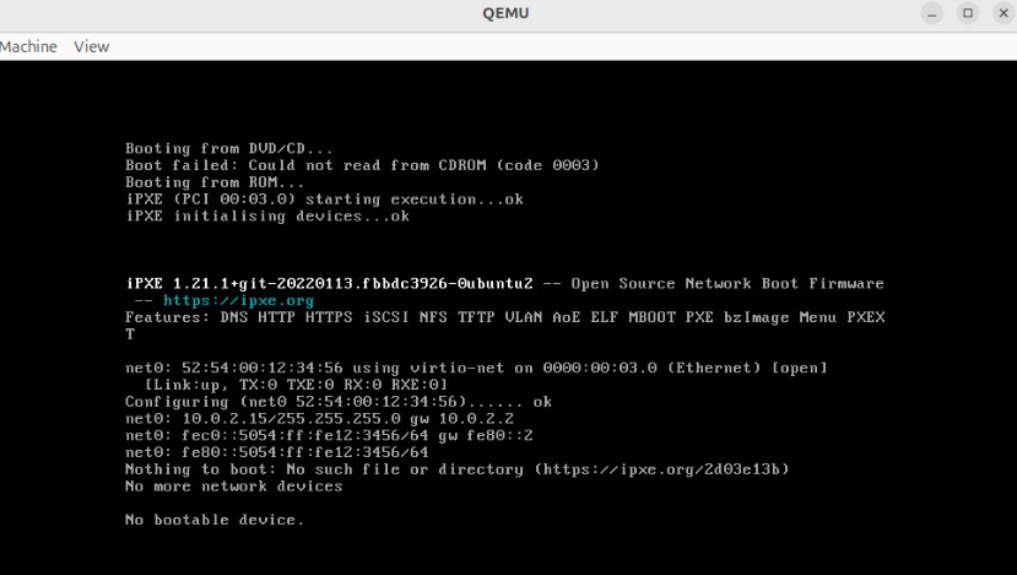 QEMU
Machine View
Booting from DVD/CD...
Boot failed: Could not read from CDROM (code 0003)
Booting from ROM...
iPXE (PCI 00:03.0) starting execution...ok
iPXE initialising devices...ok
iPXE 1.21.1+git-20220113.fbbdc3926-0ubuntu2 -- Open Source Network Boot Firmware
-- https://ipxe.org
Features: DNS HTTP HTTPS iSCSI NFS TFTP VLAN AoE ELF MBOOT PXE bzImage Menu PXEX
T
net0: 52:54:00:12:34:56 using virtio-net on 0000:00:03.0 (Ethernet) [open]
[Link:up, TX:0 TXE:0 RX:0 RXE:0]
Configuring (net0 52:54:00:12:34:56)...... ok
net0: 10.0.2.15/255.255.255.0 gw 10.0.2.2
net0: fec0::5054:ff:fe12:3456/64 gw fe80::2
net0: fe80::5054:ff:fe12:3456/64
Nothing to boot: No such file or directory (https://ipxe.org/2d03e13b)
No more network devices
No bootable device.